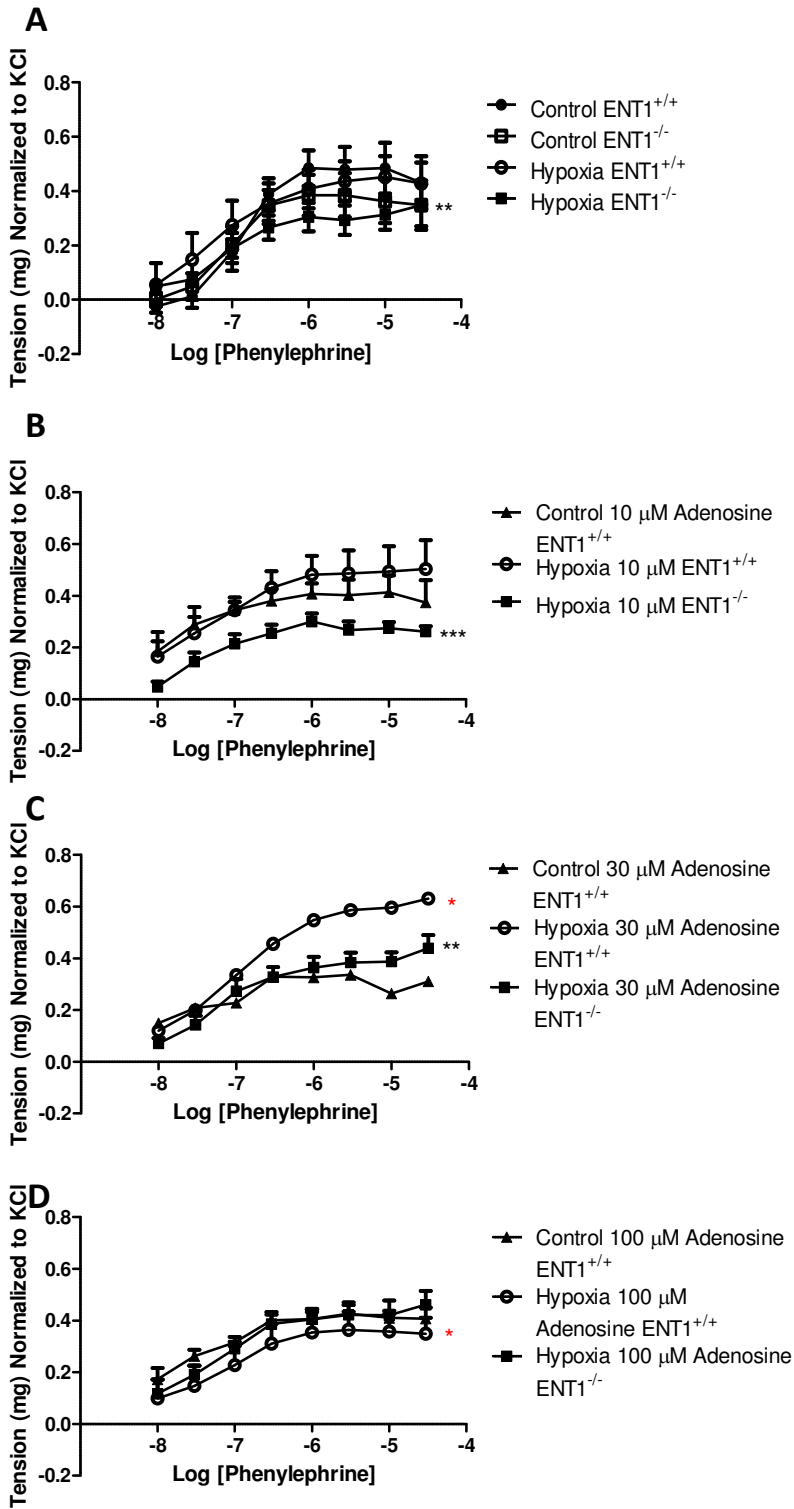 A
Tension (mg) Normalized to KCl
0.8
0.6
0.4
0.2
0.0
-0.2
-8
-7
-6
-5
-4
Log [Phenylephrine]
**
Control ENT1+/+
Control ENT1-/-
Hypoxia ENT1+/+
Hypoxia ENT1-/-
B
Tension (mg) Normalized to KCl
0.8
0.6
0.4
0.2
0.0
-0.2
-8
-7
-6
-5
-4
Log [Phenylephrine]
***
Control 10 μM Adenosine
ENT1+/+
Hypoxia 10 μM ENT1+/+
Hypoxia 10 μM ENT1-/-
C
Tension (mg) Normalized to KCl
0.8
0.6
0.4
0.2
0.0
-0.2
-8
-7
-6
-5
-4
Log [Phenylephrine]
*
**
Control 30 μM Adenosine
ENT1+/+
Hypoxia 30 μM Adenosine
ENT1+/+
Hypoxia 30 μM Adenosine
ENT1-/-
D
Tension (mg) Normalized to KCl
0.8
0.6
0.4
0.2
0.0
-0.2
-8
-7
-6
-5
-4
Log [Phenylephrine]
*
Control 100 μM Adenosine
ENT1+/+
Hypoxia 100 μM
Adenosine ENT1+/+
Hypoxia 100 μM Adenosine
ENT1-/-